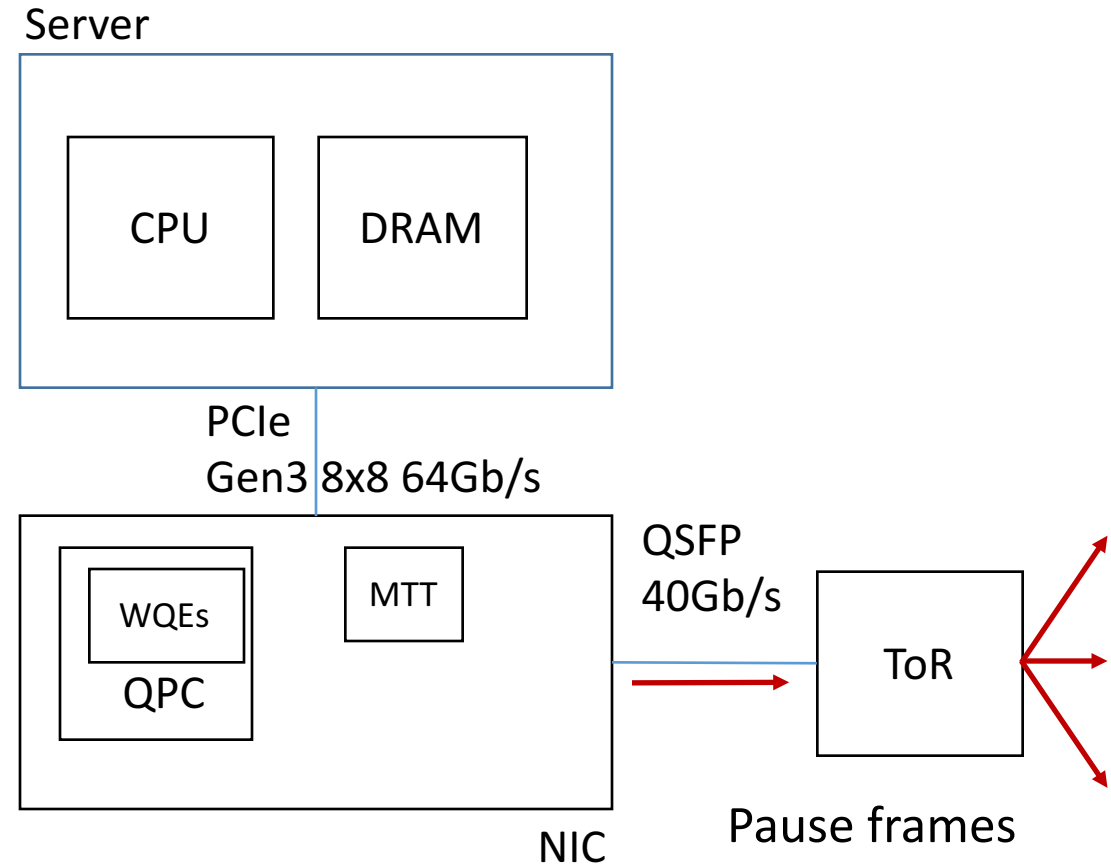 Server
CPU
DRAM
PCIe
Gen3 8x8 64Gb/s
QSFP
40Gb/s
WQEs
QPC
MTT
ToR
NIC
Pause frames